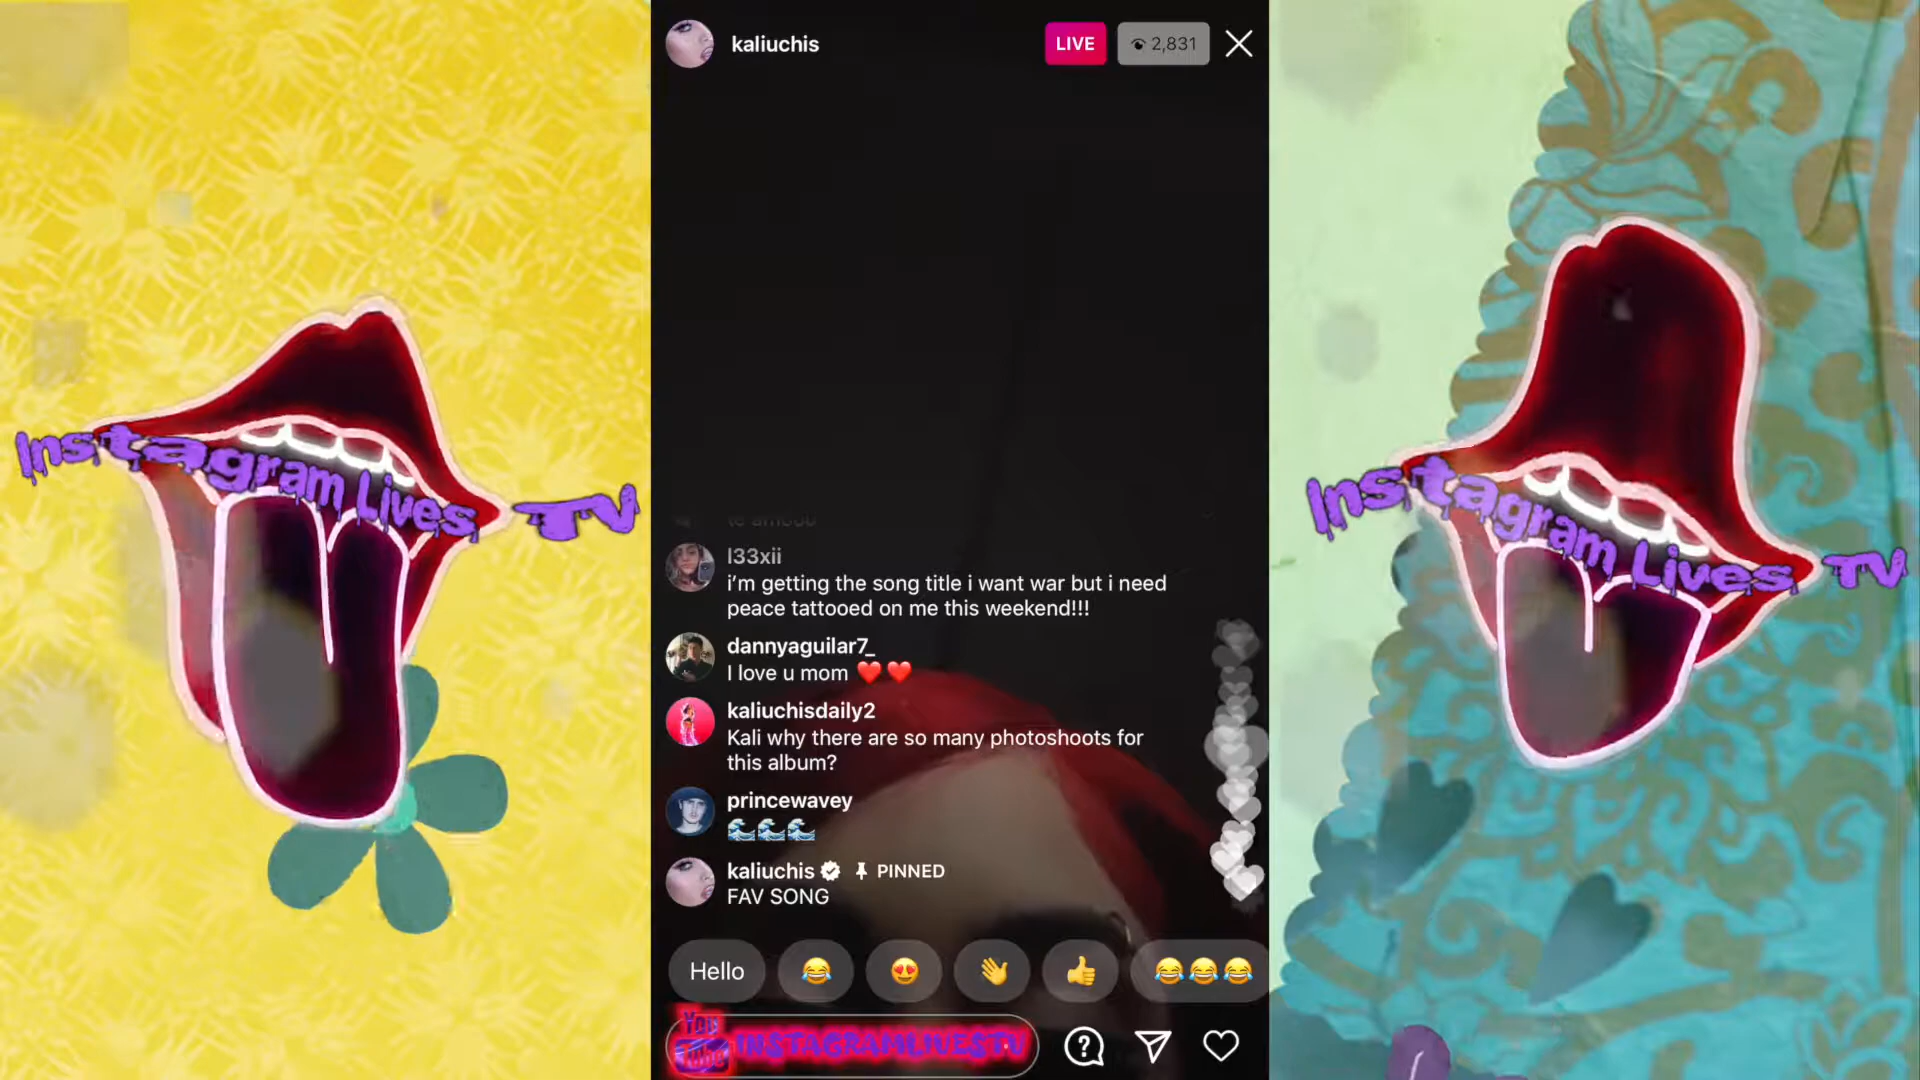 kaliuchis
LIVE
2,831
l33xii
i'm getting the song title i want war but i need
peace tattooed on me this weekend!!!
dannyaguilar7_
I love u mom ❤️❤️
kaliuchisdaily2
Kali why there are so many photoshoots for
this album?
princewavey
🌊🌊🌊
kaliuchis PINNED
FAV SONG
Hello 😂 😍 👋 👍 😂😂😂
You
Tube INSTAGRAMLIVESTV
Instagram Lives TV
Instagram Lives TV